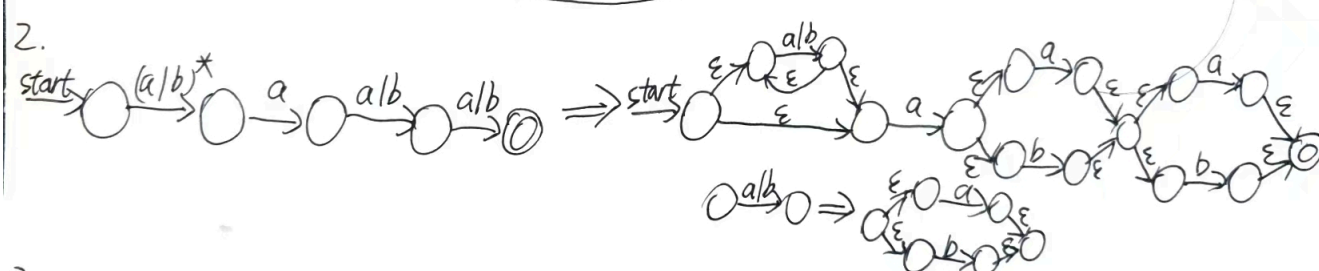 2.
start (a/b)* a a/b a/b ⇒ start ε a/b ε ε ε a ε a ε ε b ε ε a ε ε b ε
a/b ⇒ ε a ε ε b ε